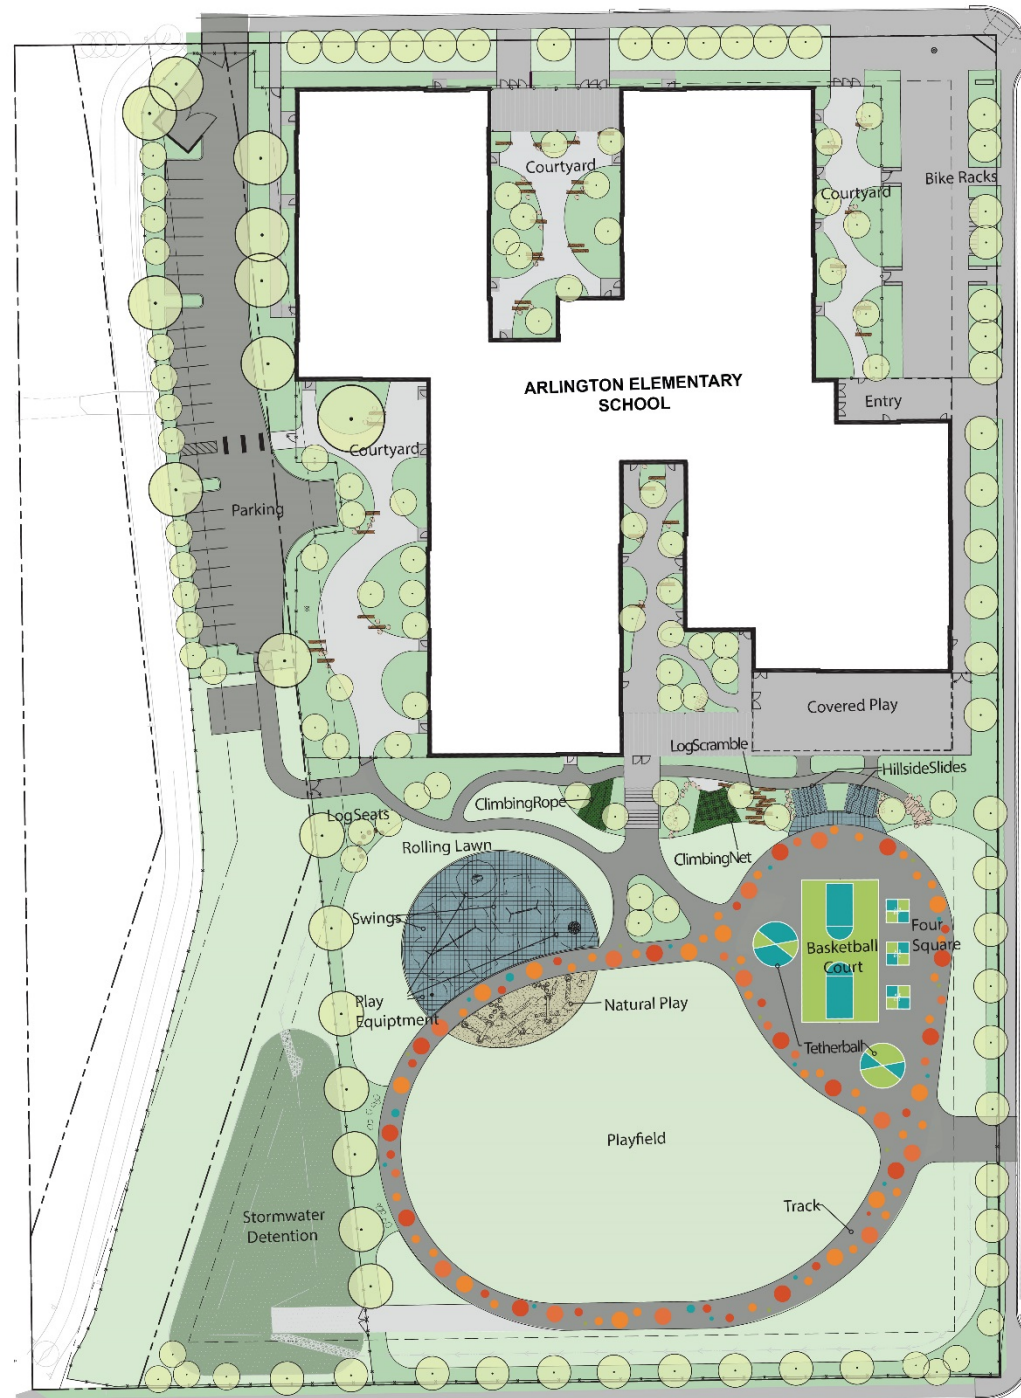 Courtyard
Bike Racks
Courtyard
ARLINGTON ELEMENTARY
SCHOOL
Entry
Courtyard
Parking
Covered Play
LogScramble
HillsideSlides
ClimbingRope
LogSeats
Rolling Lawn
ClimbingNet
Swings
Four
Square
Basketball
Court
Play
Equiptment
Natural Play
Tetherball
Playfield
Track
Stormwater
Detention